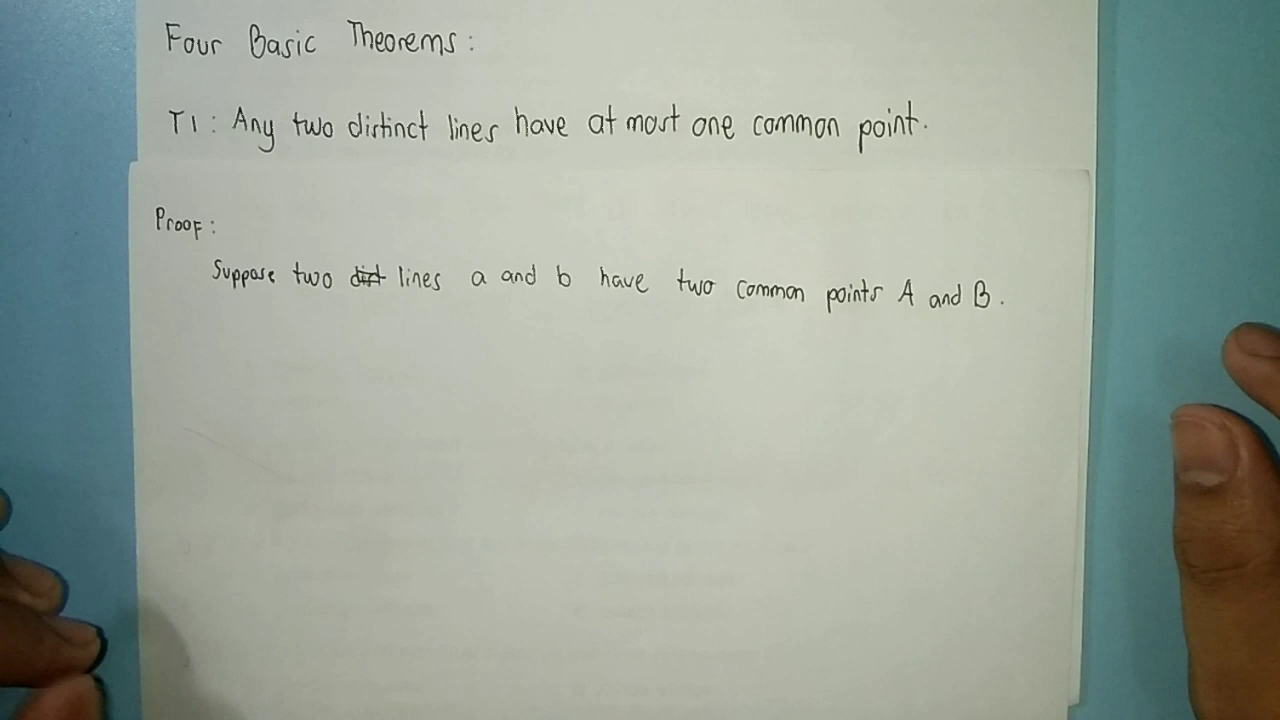 Four Basic Theorems:
T1: Any two distinct lines have at most one common point.
Proof:
Suppose two lines a and b have two common points A and B.